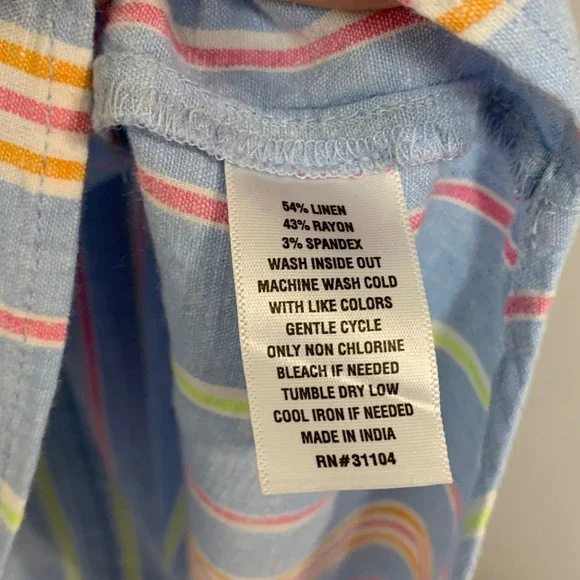 54% LINEN
43% RAYON
3% SPANDEX
WASH INSIDE OUT
MACHINE WASH COLD
WITH LIKE COLORS
GENTLE CYCLE
ONLY NON CHLORINE
BLEACH IF NEEDED
TUMBLE DRY LOW
COOL IRON IF NEEDED
MADE IN INDIA
RN#31104